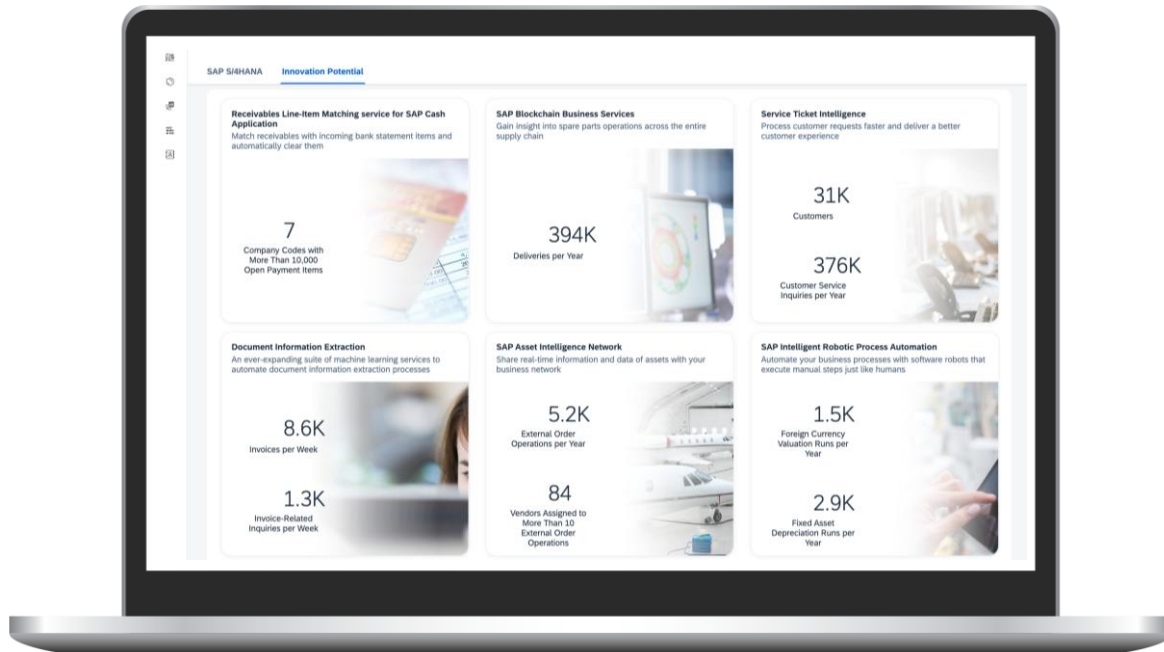 SAP S/4HANA
Innovation Potential
Receivables Line-Item Matching service for SAP Cash
Application
Match receivables with incoming bank statement items and
automatically clear them
7
Company Codes with
More Than 10,000
Open Payment Items
SAP Blockchain Business Services
Gain insight into spare parts operations across the entire
supply chain
394K
Deliveries per Year
Service Ticket Intelligence
Process customer requests faster and deliver a better
customer experience
31K
Customers
376K
Customer Service
Inquiries per Year
Document Information Extraction
An ever-expanding suite of machine learning services to
automate document information extraction processes
8.6K
Invoices per Week
1.3K
Invoice-Related
Inquiries per Week
SAP Asset Intelligence Network
Share real-time information and data of assets with your
business network
5.2K
External Order
Operations per Year
84
Vendors Assigned to
More Than 10
External Order
Operations
SAP Intelligent Robotic Process Automation
Automate your business processes with software robots that
execute manual steps just like humans
1.5K
Foreign Currency
Valuation Runs per
Year
2.9K
Fixed Asset
Depreciation Runs per
Year